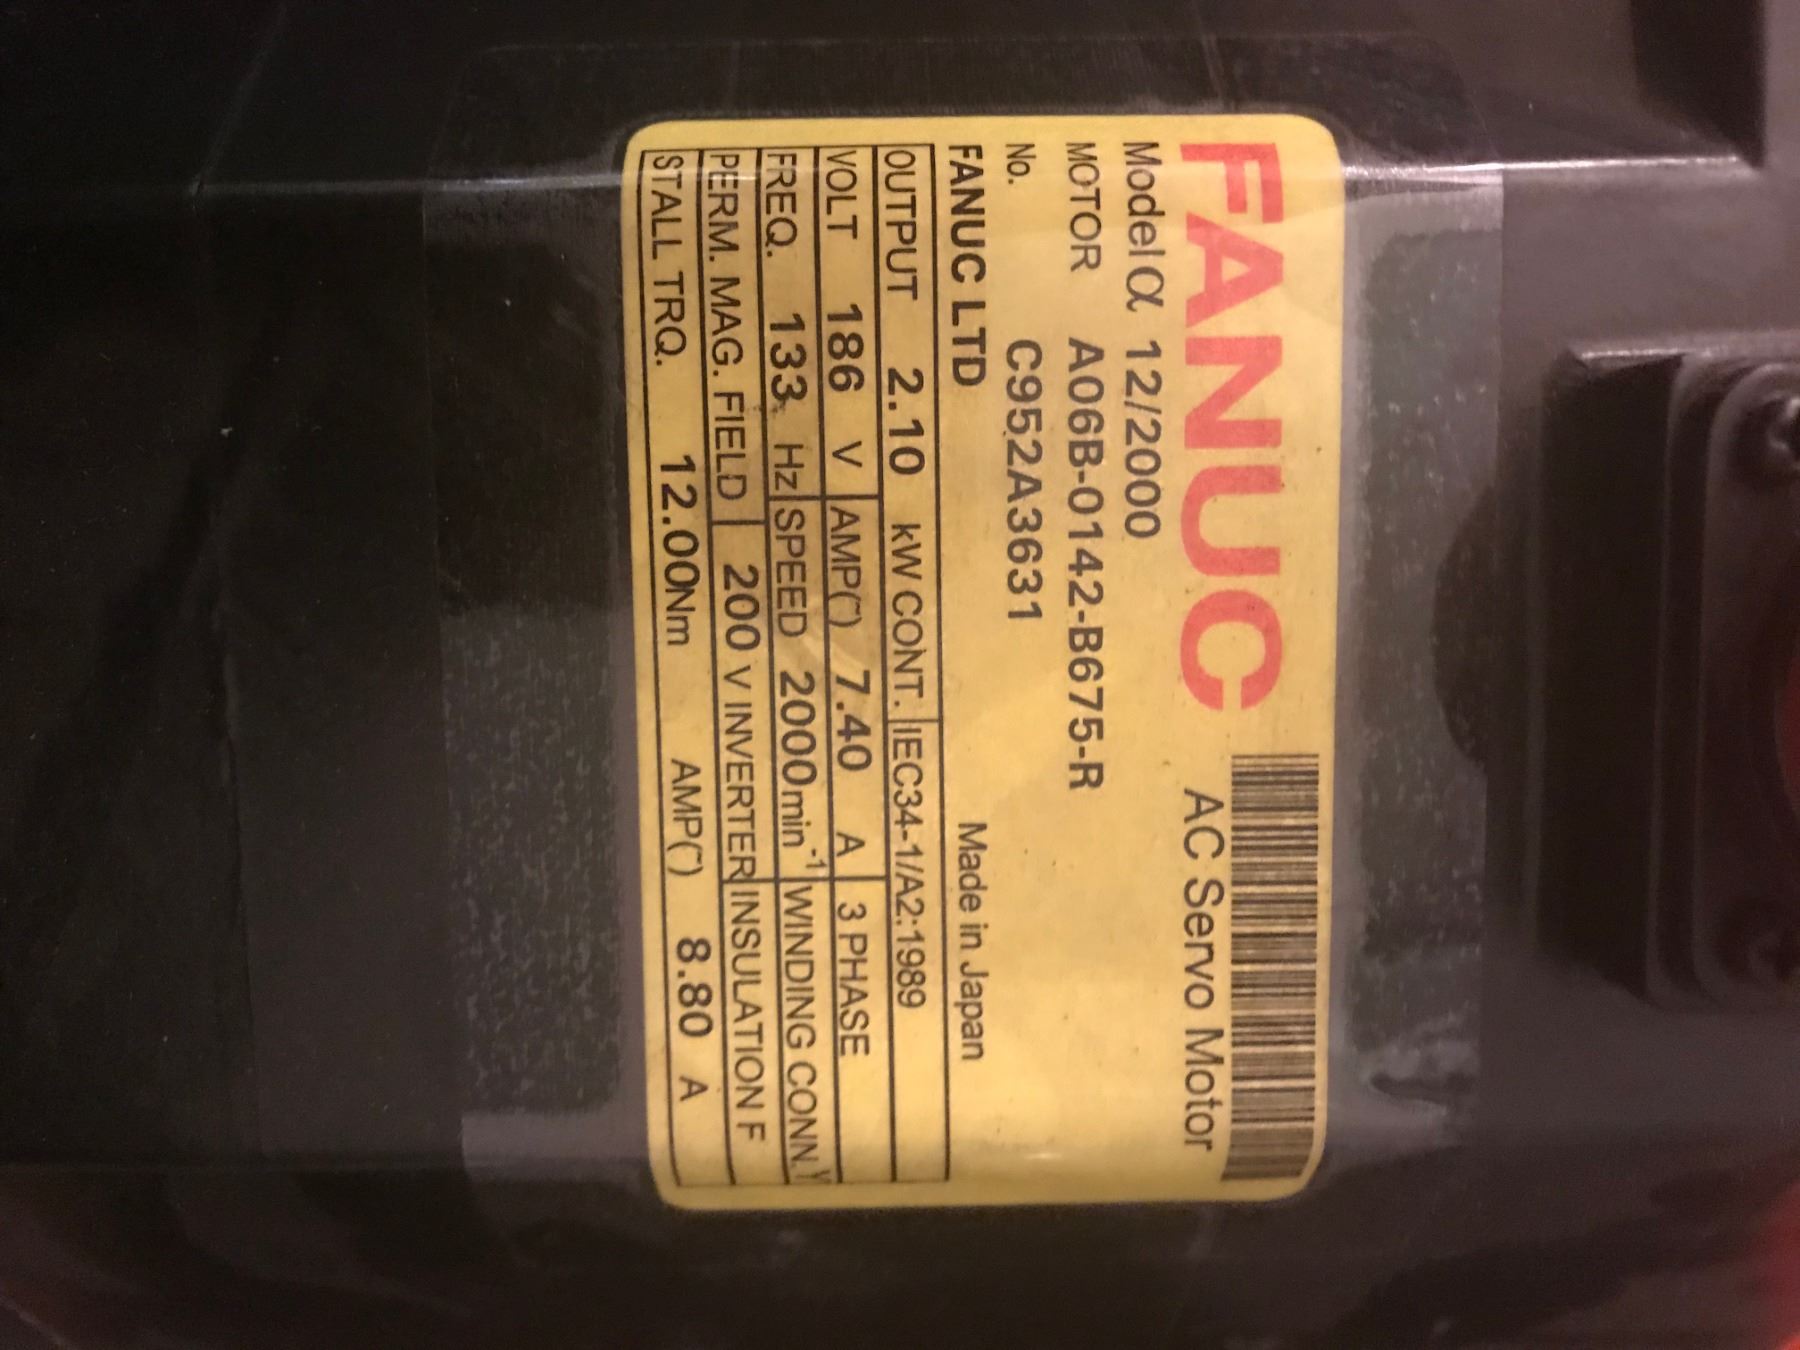 FANUC AC Servo Motor
Model α 12/2000
MOTOR A06B-0142-B675-R
No. C952A3631
FANUC LTD Made in Japan
OUTPUT 2.10 kW CONT. IEC34-1/A2:1989
VOLT 186 V AMP(~) 7.40 A 3 PHASE
FREQ. 133 Hz SPEED 2000min⁻¹ WINDING CONN.Y
PERM. MAG. FIELD 200 V INVERTER INSULATION F
STALL TRQ. 12.00Nm AMP(~) 8.80 A